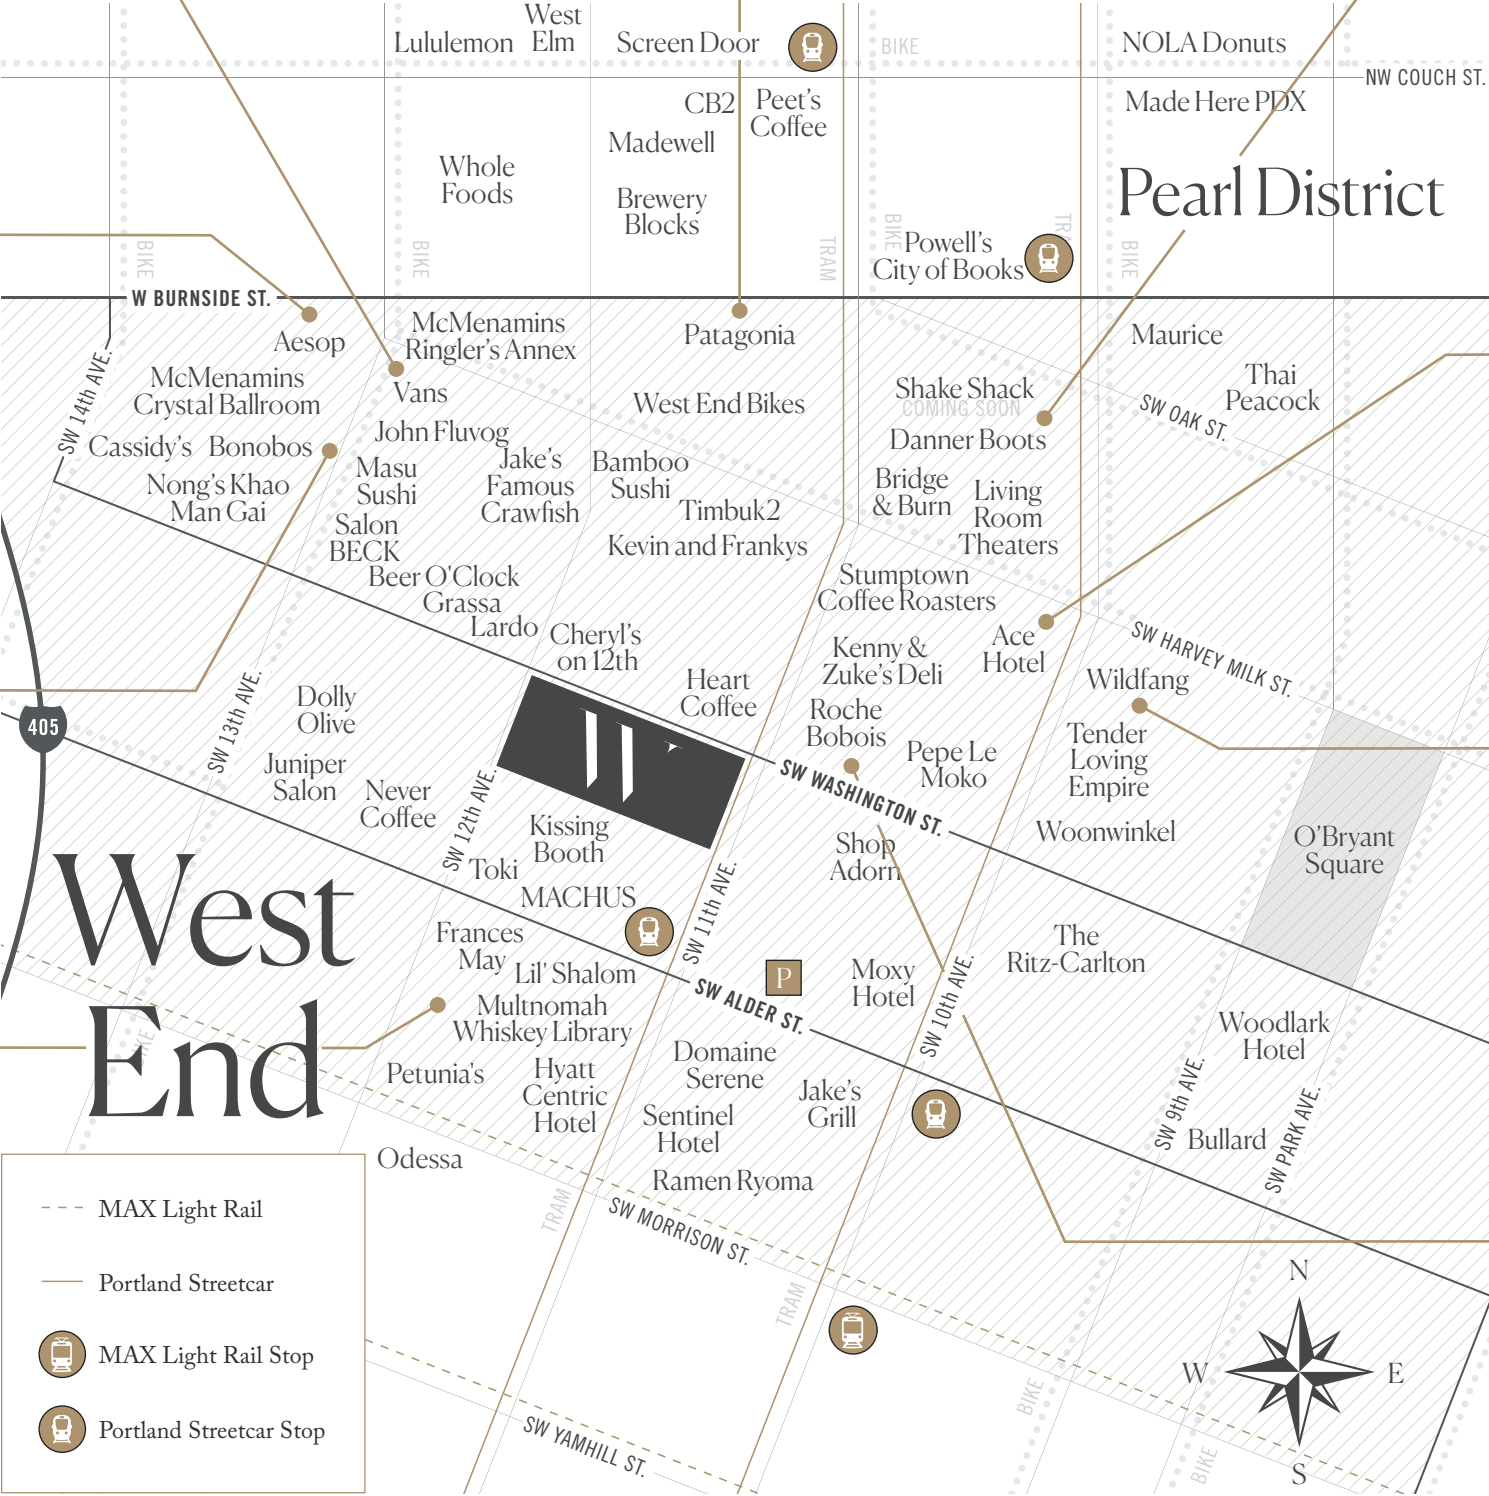 West
Elm
Lululemon
Screen Door
BIKE
NOLA Donuts
NW COUCH ST.
CB2
Peet's
Coffee
Made Here PDX
Madewell
Whole
Foods
Brewery
Blocks
Pearl District
BIKE
BIKE
TRAM
BIKE
Powell's
City of Books
TRA
BIKE
W BURNSIDE ST.
Aesop
McMenamins
Ringler's Annex
Patagonia
Maurice
SW 14th AVE.
McMenamins
Crystal Ballroom
Vans
West End Bikes
Shake Shack
COMING SOON
Danner Boots
SW OAK ST.
Thai
Peacock
Cassidy's
Bonobos
John Fluvog
Nong's Khao
Man Gai
Masu
Sushi
Jake's
Famous
Crawfish
Bamboo
Sushi
Timbuk2
Bridge
& Burn
Living
Room
Theaters
Salon
BECK
Kevin and Frankys
Beer O'Clock
Grassa
Lardo
Cheryl's
on 12th
Stumptown
Coffee Roasters
Kenny &
Zuke's Deli
Ace
Hotel
SW HARVEY MILK ST.
Wildfang
Heart
Coffee
Roche
Bobois
Pepe Le
Moko
Tender
Loving
Empire
405
SW 13th AVE.
Dolly
Olive
Juniper
Salon
Never
Coffee
SW 12th AVE.
SW WASHINGTON ST.
Woonwinkel
O'Bryant
Square
Kissing
Booth
Shop
Adorn
Toki
MACHUS
SW 11th AVE.
West
End
Frances
May
Lil' Shalom
P
Moxy
Hotel
SW 10th AVE.
The
Ritz-Carlton
Multnomah
Whiskey Library
SW ALDER ST.
Woodlark
Hotel
BIKE
Petunia's
Hyatt
Centric
Hotel
Domaine
Serene
Jake's
Grill
Sentinel
Hotel
SW 9th AVE.
Bullard
SW PARK AVE.
Odessa
Ramen Ryoma
TRAM
SW MORRISON ST.
TRAM
MAX Light Rail
Portland Streetcar
MAX Light Rail Stop
Portland Streetcar Stop
SW YAMHILL ST.
BIKE
BIKE
N
W
E
S